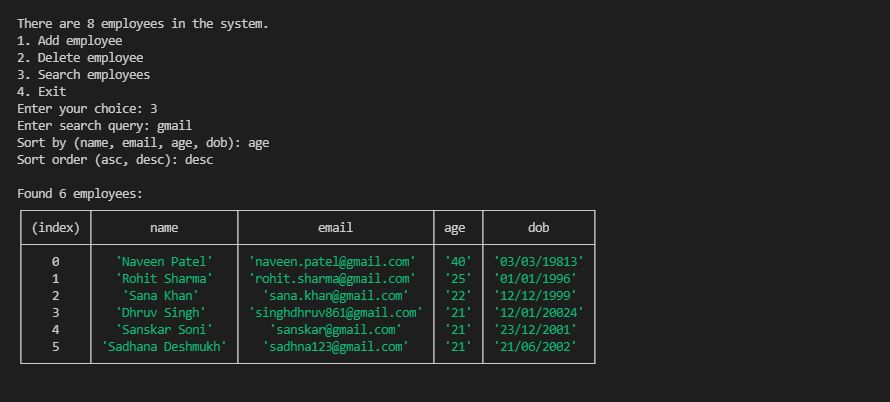 There are 8 employees in the system.
1. Add employee
2. Delete employee
3. Search employees
4. Exit
Enter your choice: 3
Enter search query: gmail
Sort by (name, email, age, dob): age
Sort order (asc, desc): desc
Found 6 employees:
(index) name email age dob
0 'Naveen Patel' 'naveen.patel@gmail.com' '40' '03/03/19813'
1 'Rohit Sharma' 'rohit.sharma@gmail.com' '25' '01/01/1996'
2 'Sana Khan' 'sana.khan@gmail.com' '22' '12/12/1999'
3 'Dhruv Singh' 'singhdhruv861@gmail.com' '21' '12/01/20024'
4 'Sanskar Soni' 'sanskar@gmail.com' '21' '23/12/2001'
5 'Sadhana Deshmukh' 'sadhna123@gmail.com' '21' '21/06/2002'